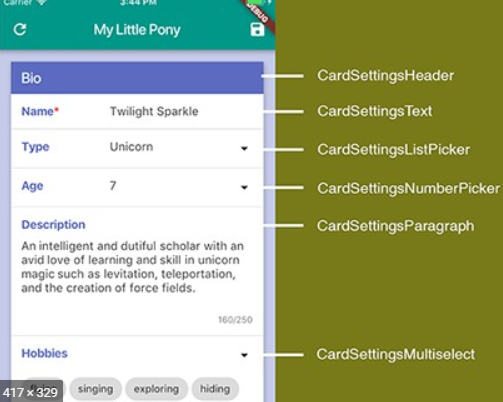 Carrier 3:44 PM
DEBUG
My Little Pony
Bio CardSettingsHeader
Name* Twilight Sparkle CardSettingsText
Type Unicorn CardSettingsListPicker
Age 7 CardSettingsNumberPicker
Description CardSettingsParagraph
An intelligent and dutiful scholar with an
avid love of learning and skill in unicorn
magic such as levitation, teleportation,
and the creation of force fields.
160/250
Hobbies CardSettingsMultiselect
singing exploring hiding
417 × 329